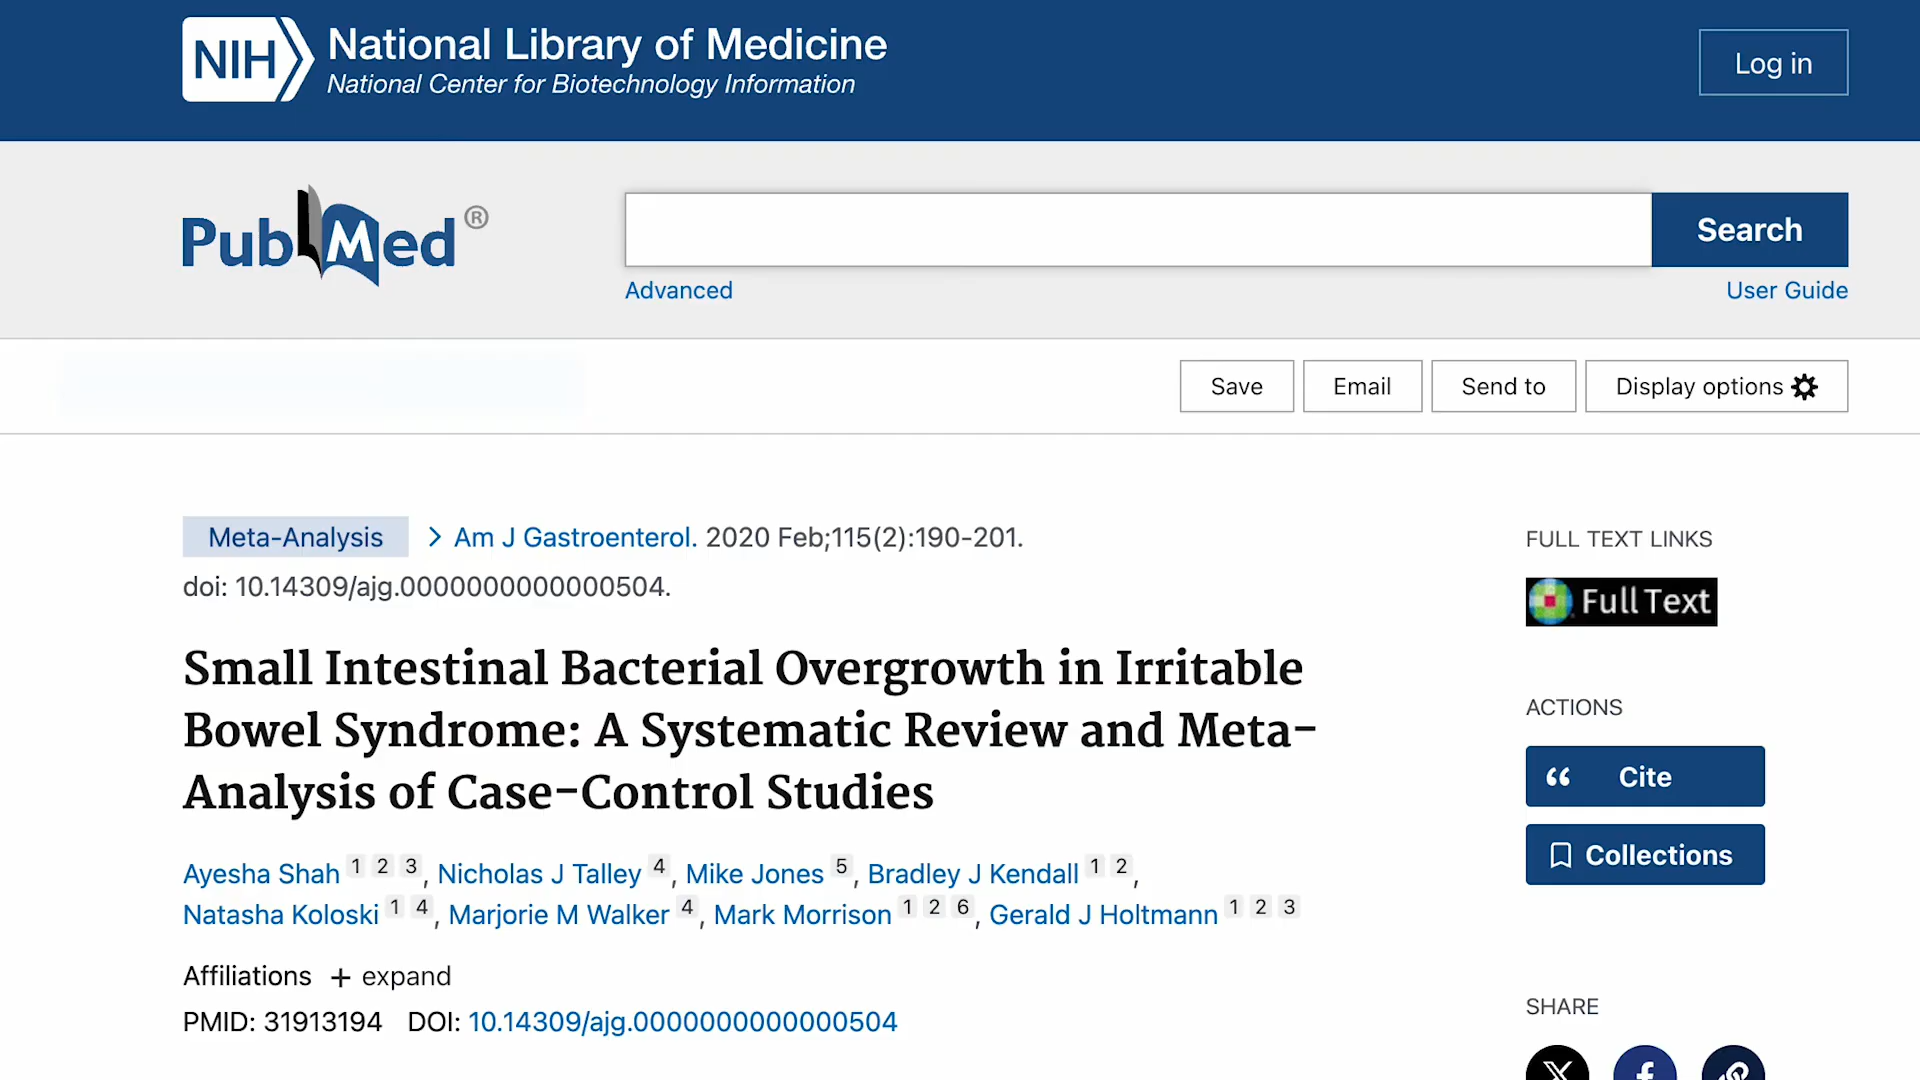 NIH National Library of Medicine
National Center for Biotechnology Information
Log in
PubMed®
Search
Advanced
User Guide
Save
Email
Send to
Display options
Meta-Analysis > Am J Gastroenterol. 2020 Feb;115(2):190-201.
doi: 10.14309/ajg.0000000000000504.
Small Intestinal Bacterial Overgrowth in Irritable
Bowel Syndrome: A Systematic Review and Meta-
Analysis of Case-Control Studies
Ayesha Shah 1 2 3, Nicholas J Talley 4, Mike Jones 5, Bradley J Kendall 1 2,
Natasha Koloski 1 4, Marjorie M Walker 4, Mark Morrison 1 2 6, Gerald J Holtmann 1 2 3
Affiliations + expand
PMID: 31913194 DOI: 10.14309/ajg.0000000000000504
FULL TEXT LINKS
Full Text
ACTIONS
Cite
Collections
SHARE